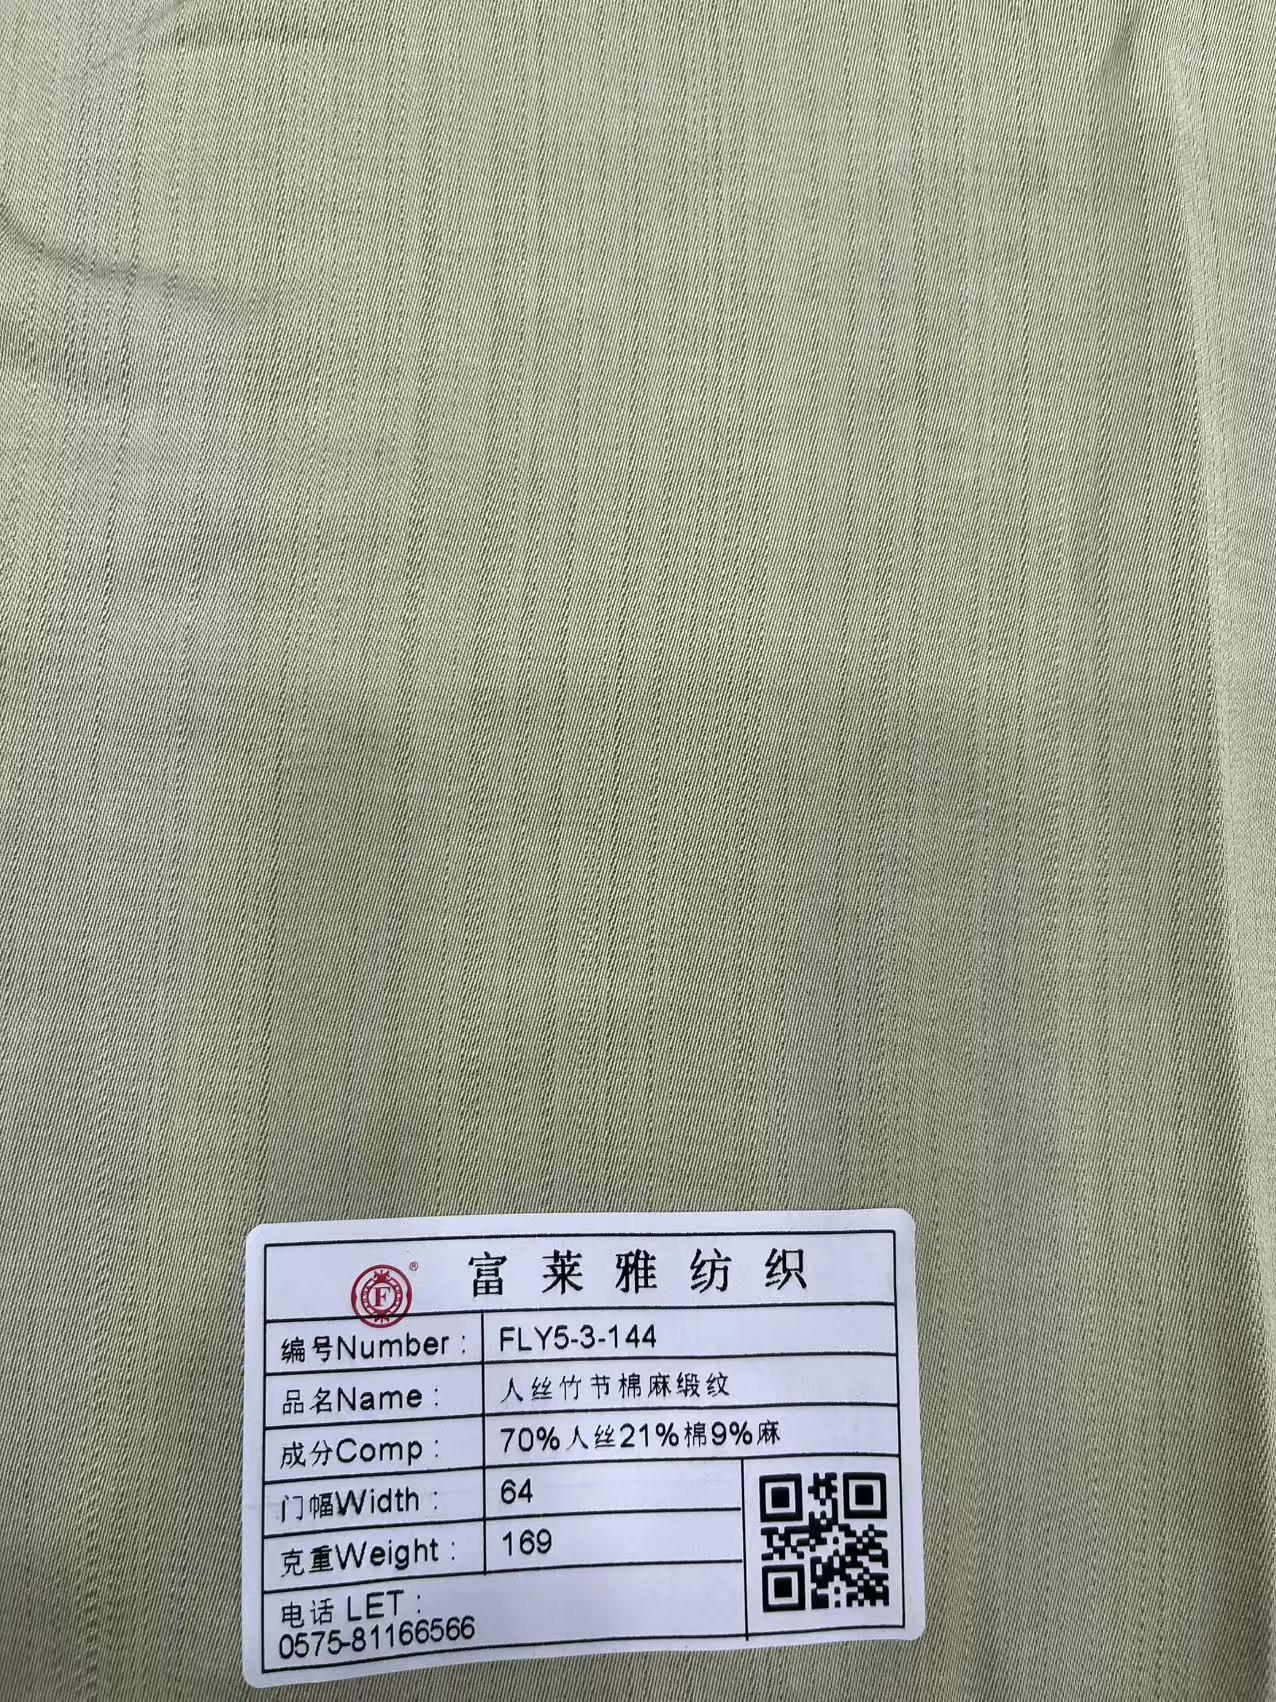 富莱雅纺织
F
®
编号Number: FLY5-3-144
品名Name: 人丝竹节棉麻缎纹
成分Comp: 70%人丝21%棉9%麻
门幅Width: 64
克重Weight: 169
电话 LET:
0575-81166566